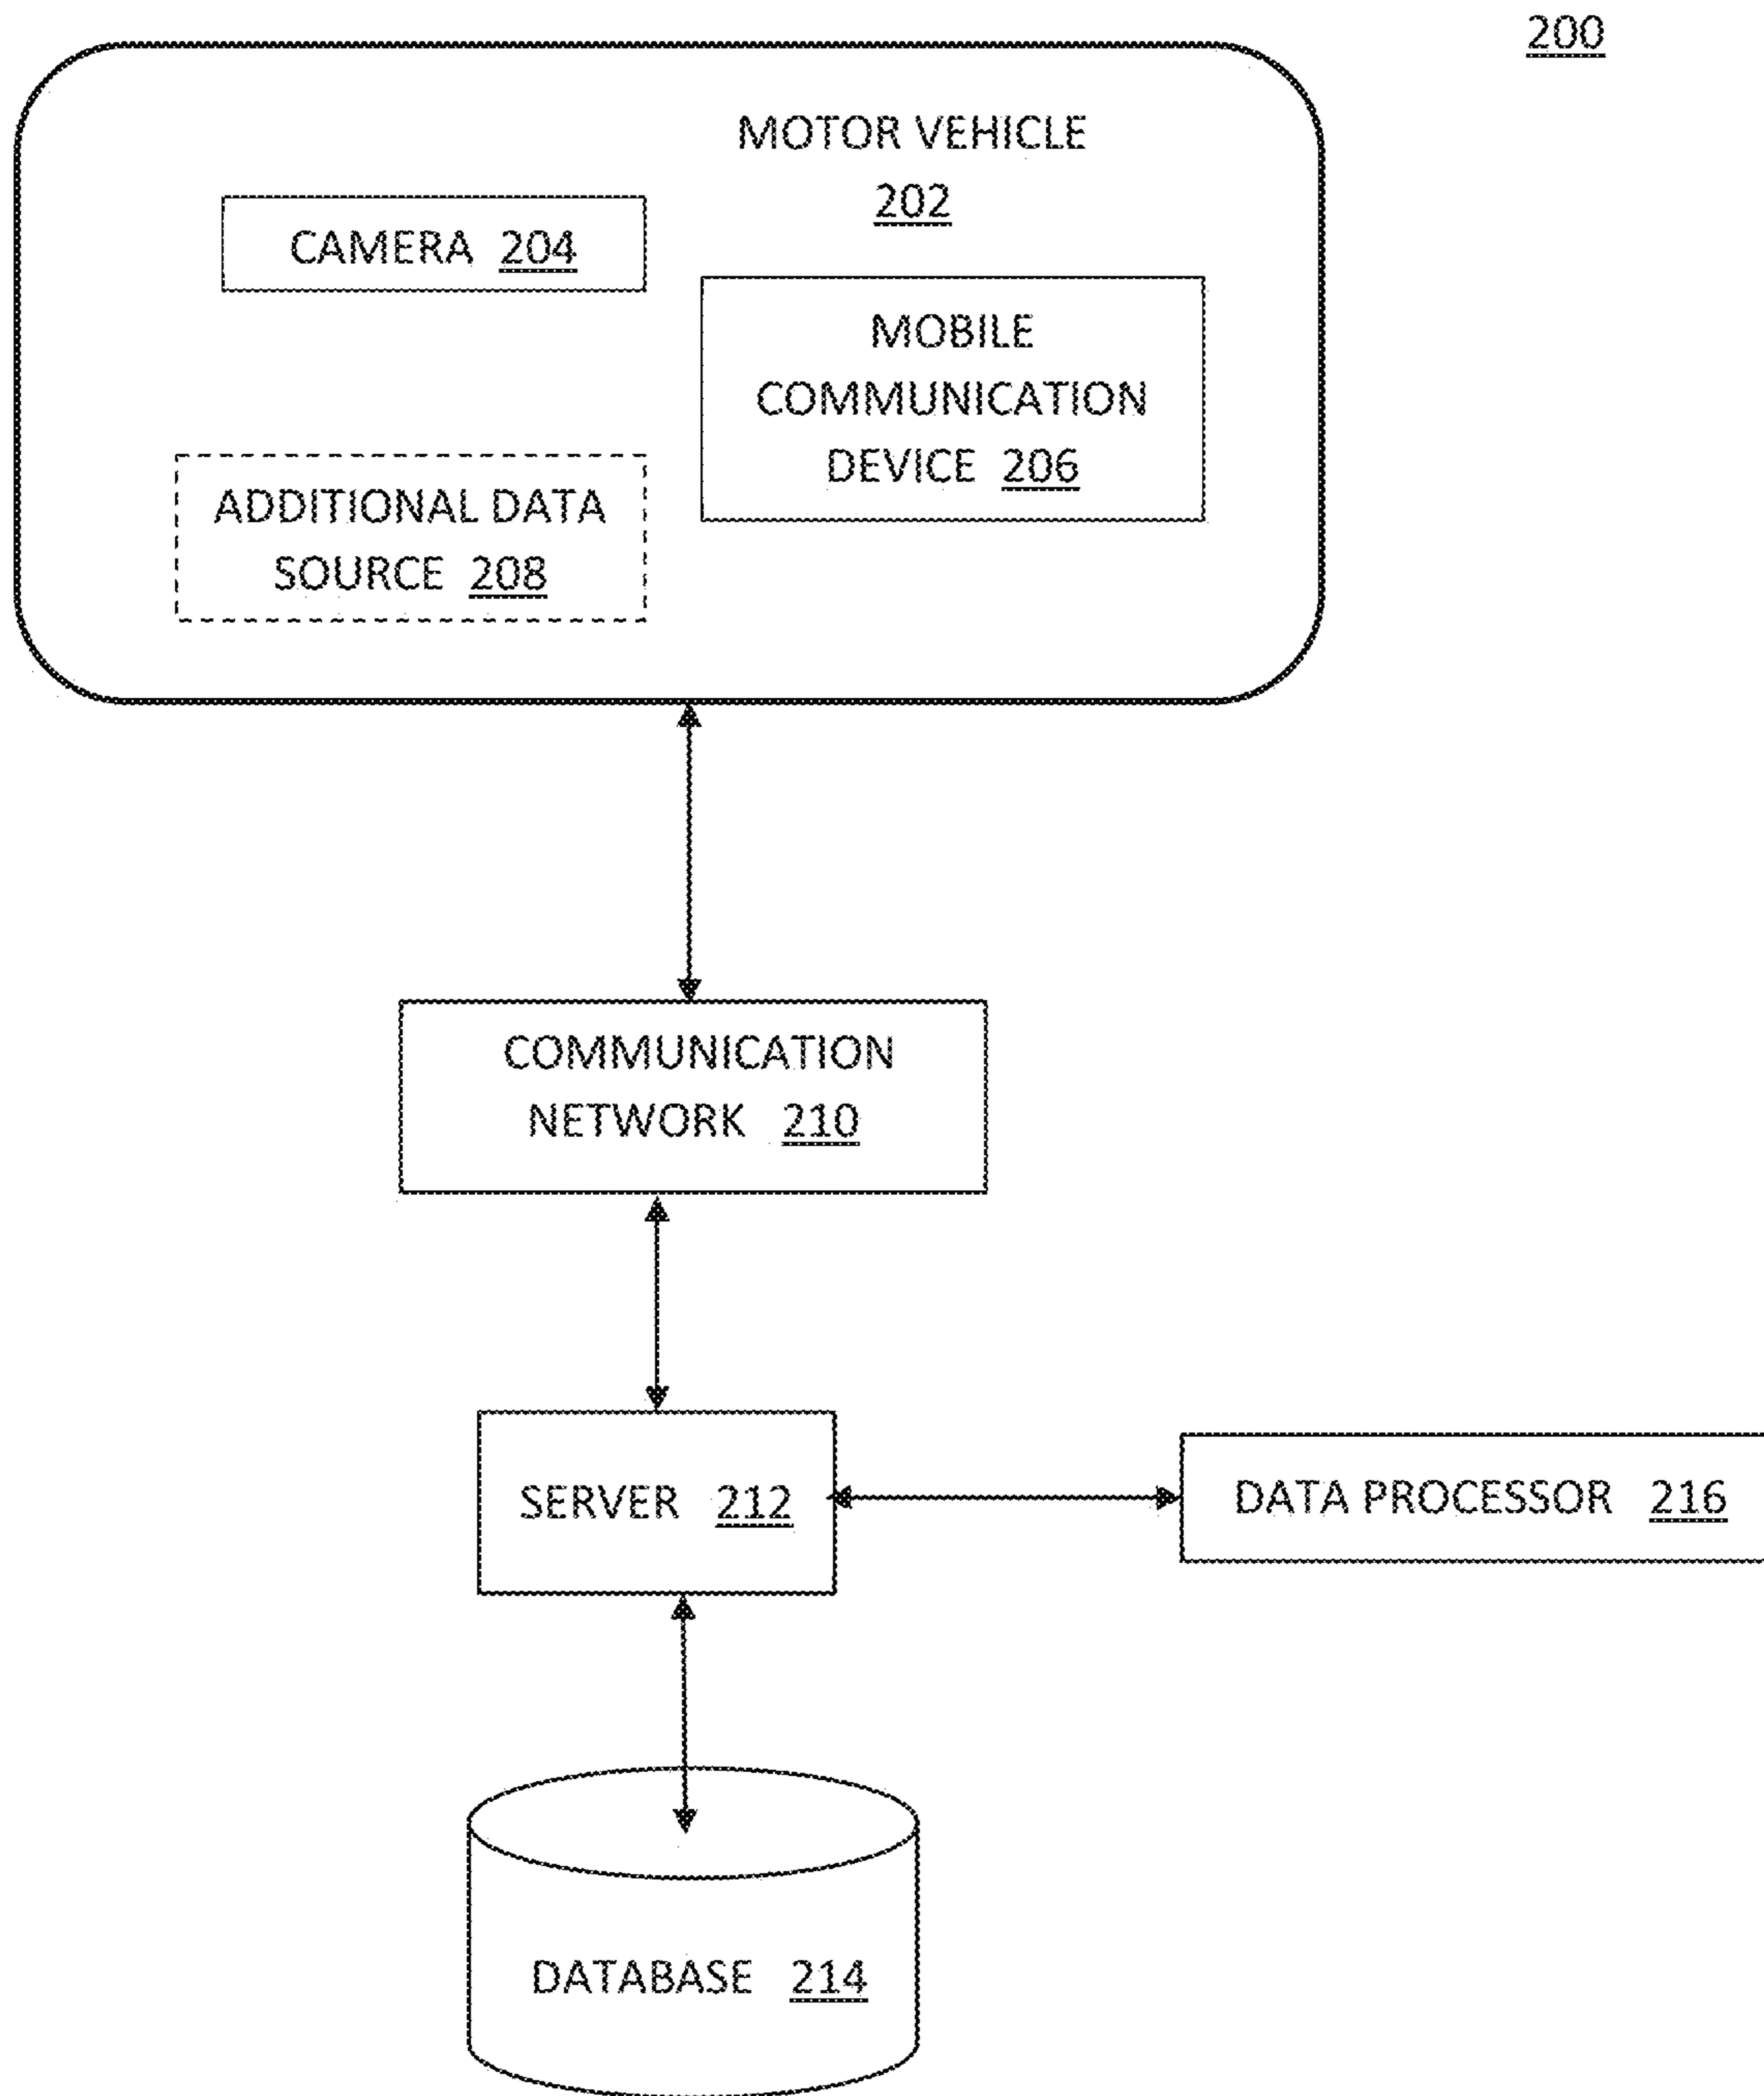 200
MOTOR VEHICLE
202
CAMERA 204
MOBILE
COMMUNICATION
DEVICE 206
ADDITIONAL DATA
SOURCE 208
COMMUNICATION
NETWORK 210
SERVER 212
DATA PROCESSOR 216
DATABASE 214